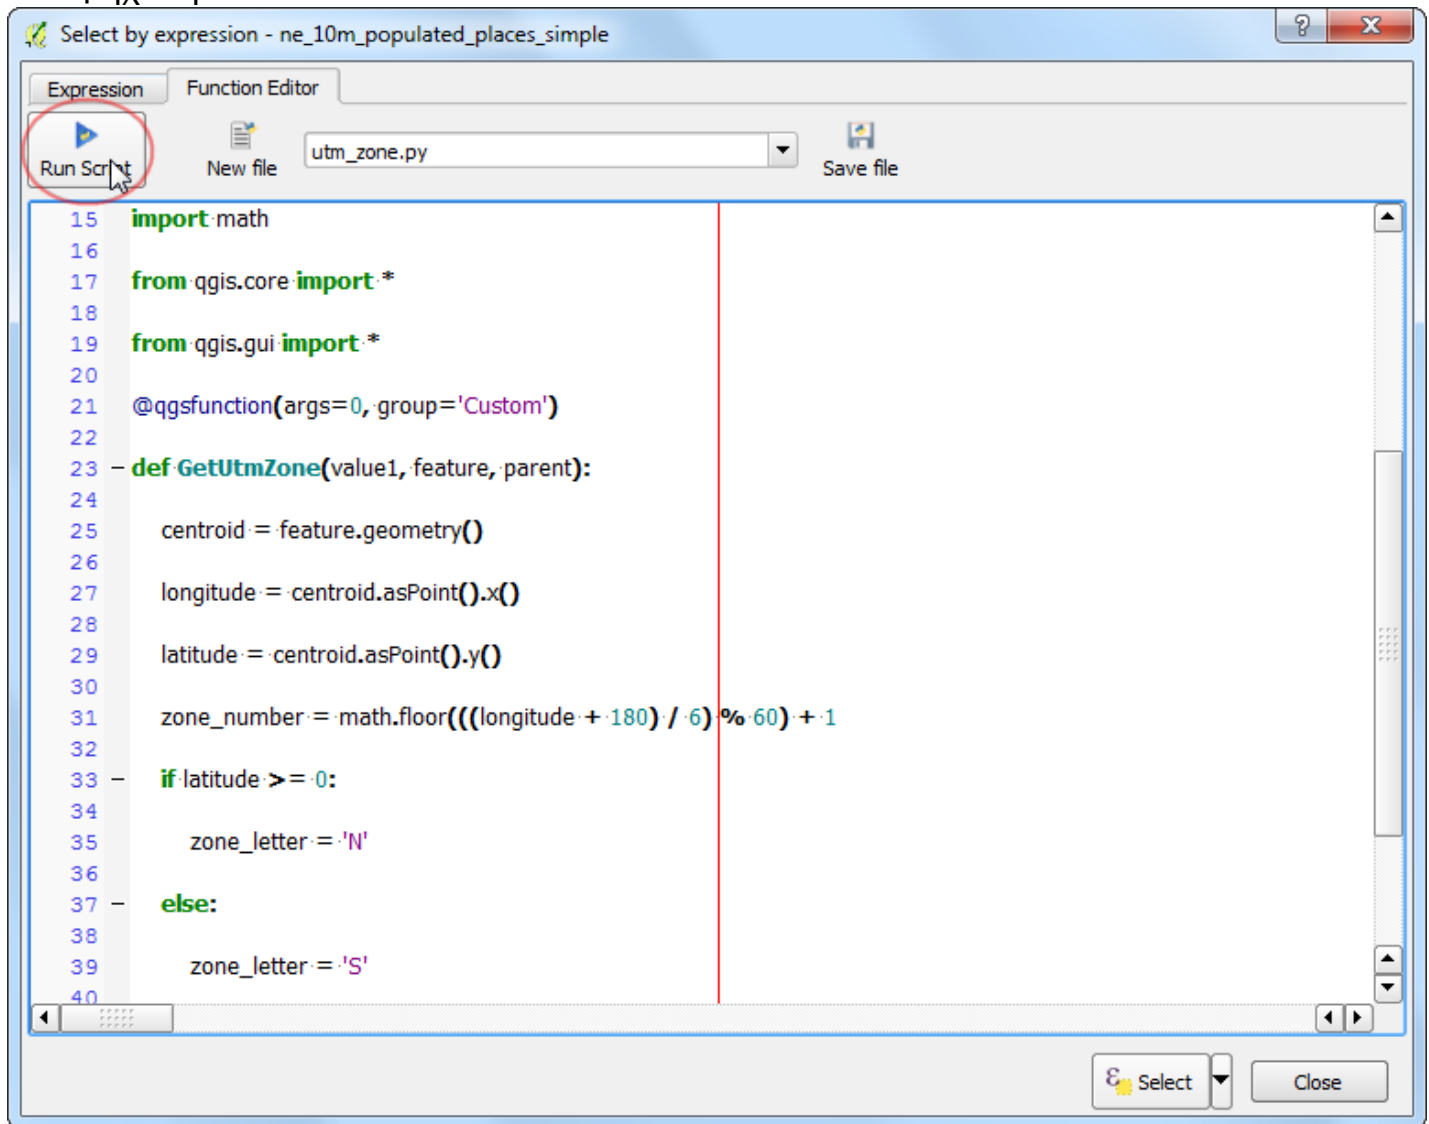 Select by expression - ne_10m_populated_places_simple
Expression Function Editor
Run Script New file utm_zone.py Save file
15 import math
16
17 from qgis.core import *
18
19 from qgis.gui import *
20
21 @qgsfunction(args=0, group='Custom')
22
23 def GetUtmZone(value1, feature, parent):
24
25 centroid = feature.geometry()
26
27 longitude = centroid.asPoint().x()
28
29 latitude = centroid.asPoint().y()
30
31 zone_number = math.floor(((longitude + 180) / 6) % 60) + 1
32
33 if latitude >= 0:
34
35 zone_letter = 'N'
36
37 else:
38
39 zone_letter = 'S'
40
ε Select Close